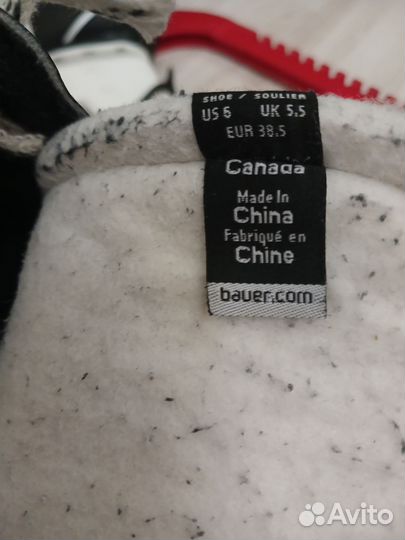 SHOE / SOULIER
US 6 UK 5.5
EUR 38.5
Canada
Made in
China
Fabriqué en
Chine
bauer.com
Avito